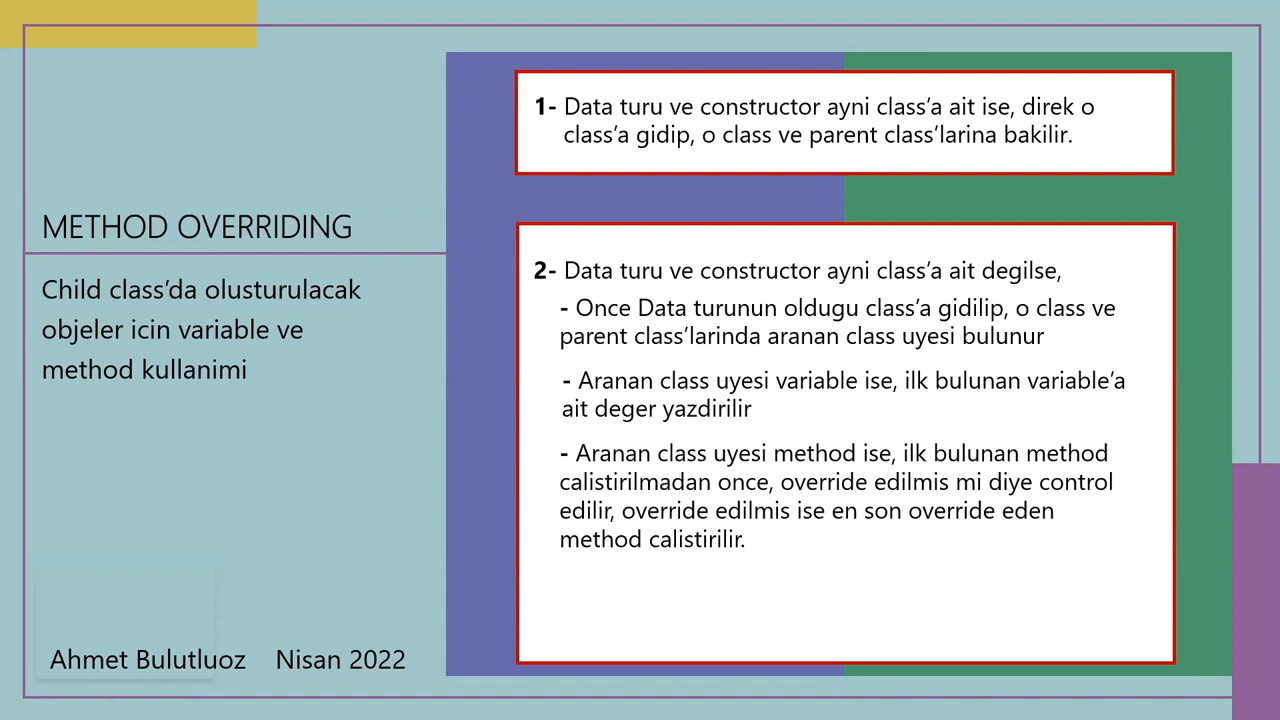 METHOD OVERRIDING
Child class’da olusturulacak
objeler icin variable ve
method kullanimi
Ahmet Bulutluoz Nisan 2022
1- Data turu ve constructor ayni class’a ait ise, direk o
class’a gidip, o class ve parent class’larina bakilir.
2- Data turu ve constructor ayni class’a ait degilse,
- Once Data turunun oldugu class’a gidilip, o class ve
parent class’larinda aranan class uyesi bulunur
- Aranan class uyesi variable ise, ilk bulunan variable’a
ait deger yazdirilir
- Aranan class uyesi method ise, ilk bulunan method
calistirilmadan once, override edilmis mi diye control
edilir, override edilmis ise en son override eden
method calistirilir.